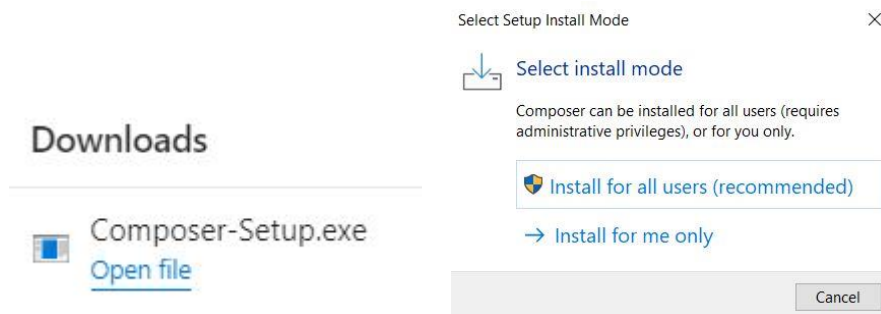 Downloads
Composer-Setup.exe
Open file
Select Setup Install Mode
Select install mode
Composer can be installed for all users (requires
administrative privileges), or for you only.
Install for all users (recommended)
Install for me only
Cancel